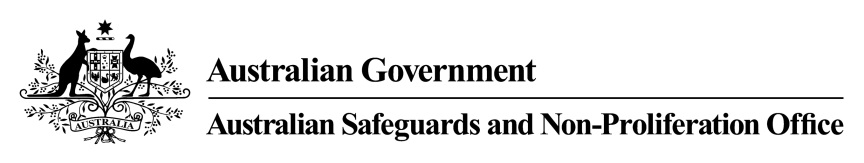 Australian Government
Australian Safeguards and Non-Proliferation Office
AUSTRALIA